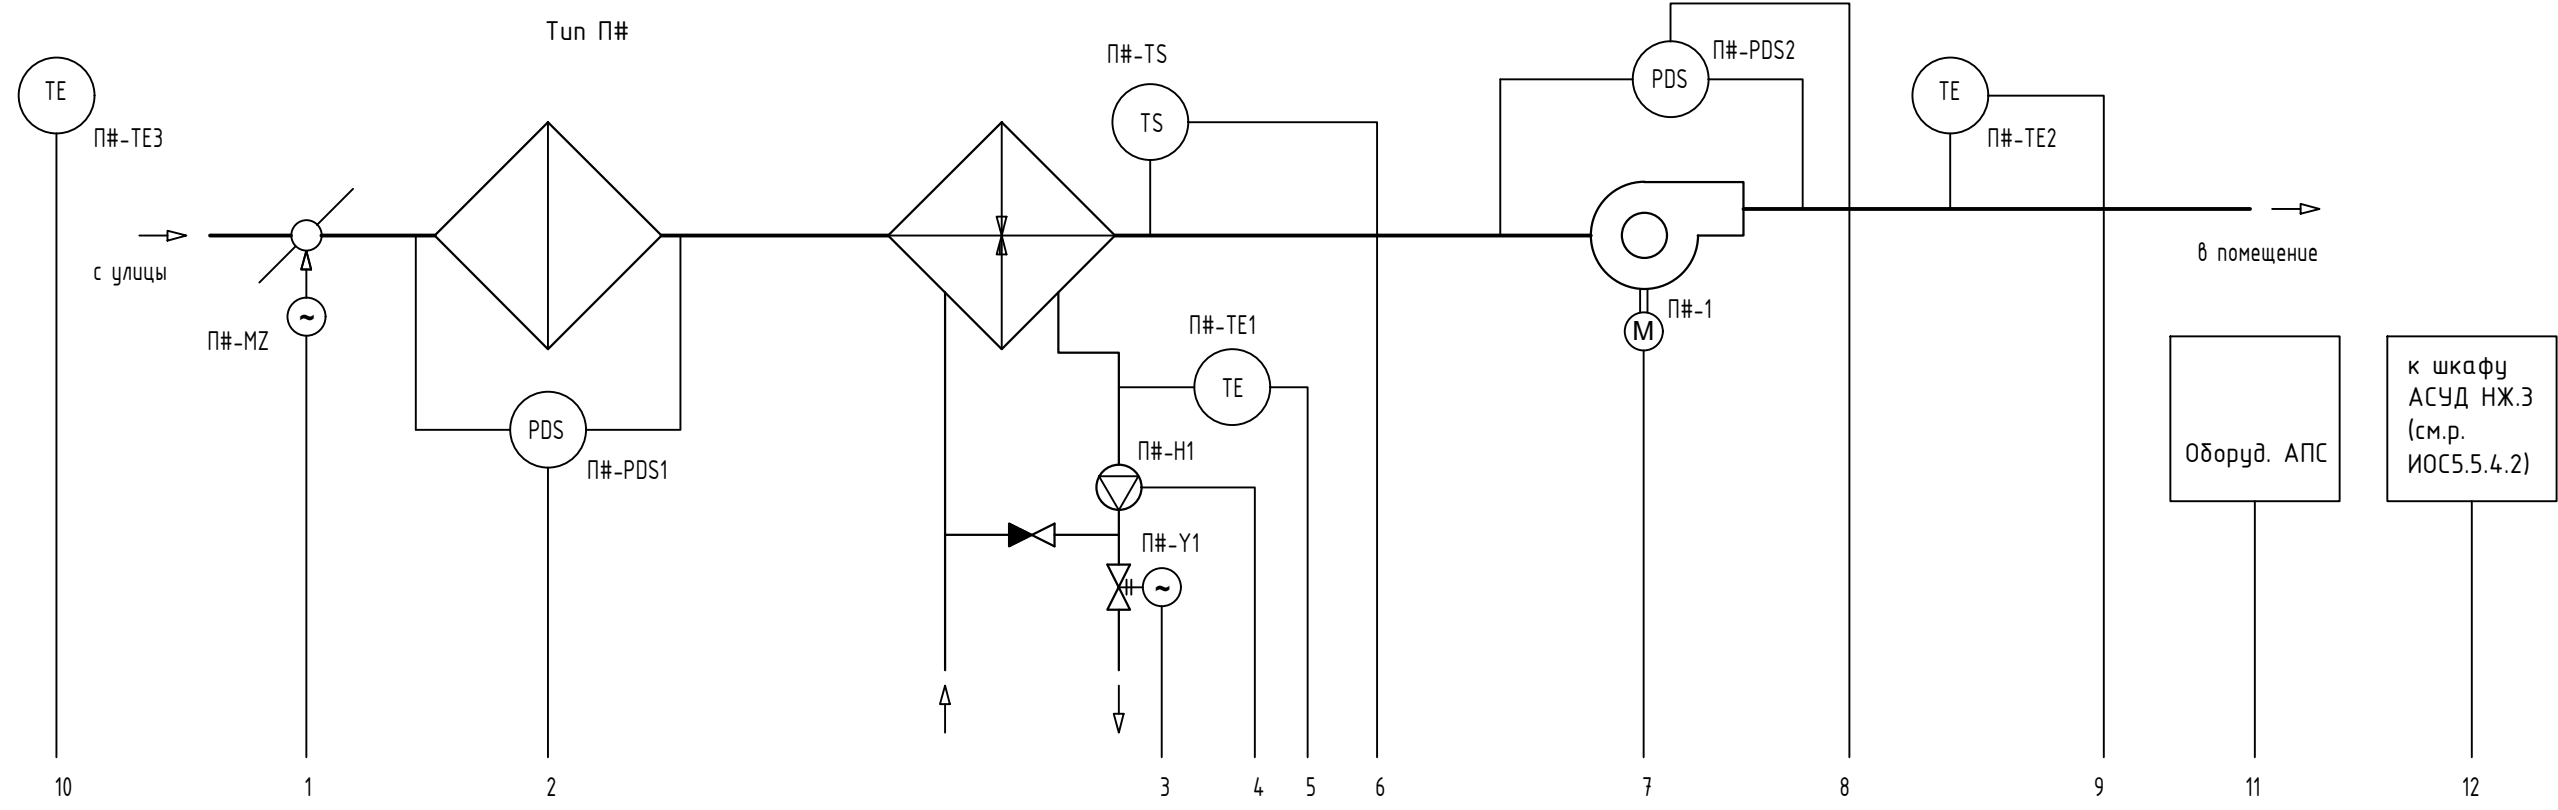 Тип П#
TE
П#-TE3
с улицы
~
П#-MZ
PDS
П#-PDS1
П#-TS
TS
П#-TE1
TE
П#-H1
П#-Y1
~
PDS
П#-PDS2
П#-1
M
TE
П#-TE2
в помещение
Оборуд. АПС
к шкафу
АСУД НЖ.3
(см.р.
ИОС5.5.4.2)
10
1
2
3
4
5
6
7
8
9
11
12